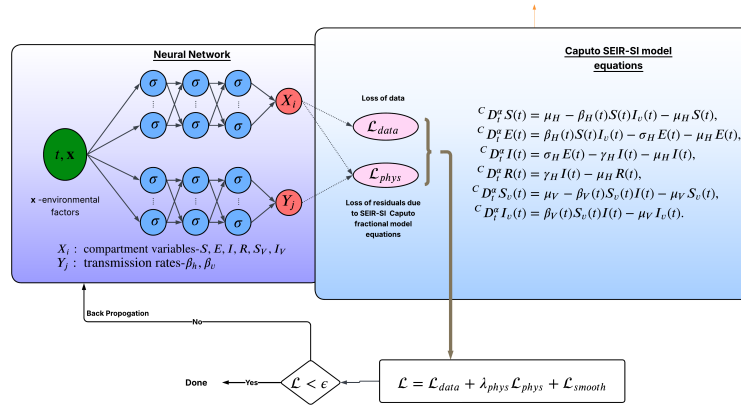 Neural Network
σ σ σ
σ σ σ
σ σ σ
σ σ σ
t, x
x -environmental
factors
X_i
Y_j
X_i : compartment variables-S, E, I, R, S_V, I_V
Y_j : transmission rates-β_h, β_v
Loss of data
ℒ_data
ℒ_phys
Loss of residuals due
to SEIR-SI Caputo
fractional model
equations
Caputo SEIR-SI model
equations
^C D_t^α S(t) = μ_H − β_H(t)S(t)I_v(t) − μ_H S(t),
^C D_t^α E(t) = β_H(t)S(t)I_v(t) − σ_H E(t) − μ_H E(t),
^C D_t^α I(t) = σ_H E(t) − γ_H I(t) − μ_H I(t),
^C D_t^α R(t) = γ_H I(t) − μ_H R(t),
^C D_t^α S_v(t) = μ_V − β_V(t)S_v(t)I(t) − μ_V S_v(t),
^C D_t^α I_v(t) = β_V(t)S_v(t)I(t) − μ_V I_v(t).
Back Propogation
No
Done
Yes
ℒ < ϵ
ℒ = ℒ_data + λ_phys ℒ_phys + ℒ_smooth